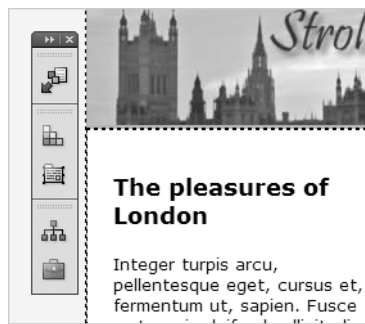 Strol
The pleasures of
London
Integer turpis arcu,
pellentesque eget, cursus et,
fermentum ut, sapien. Fusce